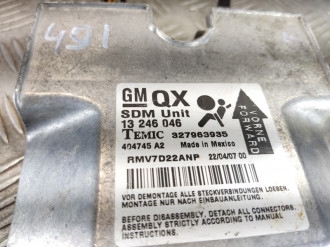 491
GM QX
SDM Unit
13 246 046
TEMIC 327963935
404745 A2 Made in Mexico
RMV7D22ANP 22/04/07 00
VORNE
FORWARD
VOR DEMONTAGE ALLE STECKVERBINDUNGEN LOEBEN.
MONTAGE NUR NACH EINBAUANLEITUNG.
BEFORE DISASSEMBLY, DETACH ALL CONNECTORS.
ASSEMBLY STRICTLY ACCORDING TO MANUAL
INSTRUCTIONS.